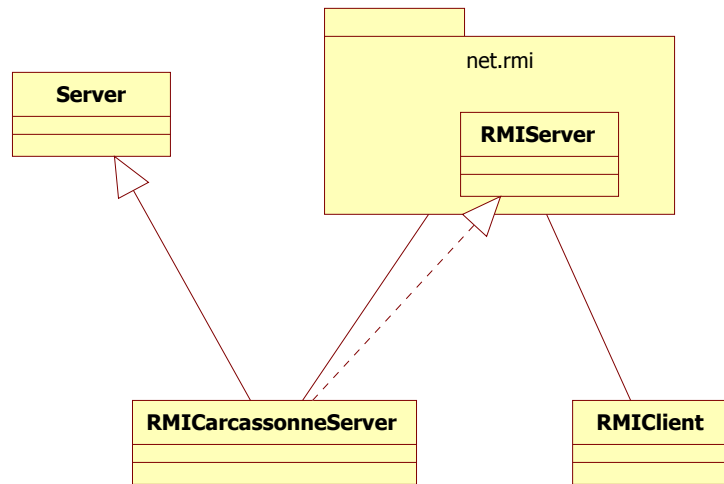 net.rmi
Server
RMIServer
RMICarcassonneServer
RMIClient